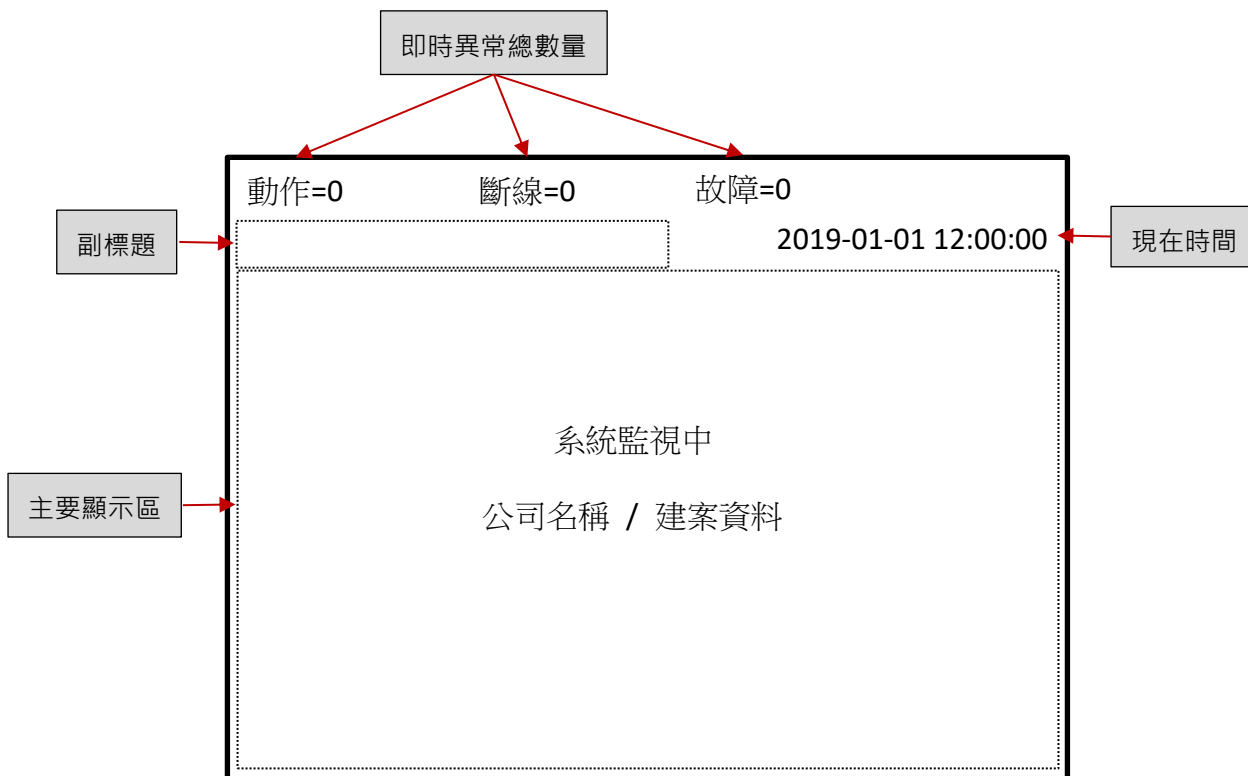 即時異常總數量
動作=0 斷線=0 故障=0
副標題
2019-01-01 12:00:00
現在時間
系統監視中
主要顯示區
公司名稱 / 建案資料